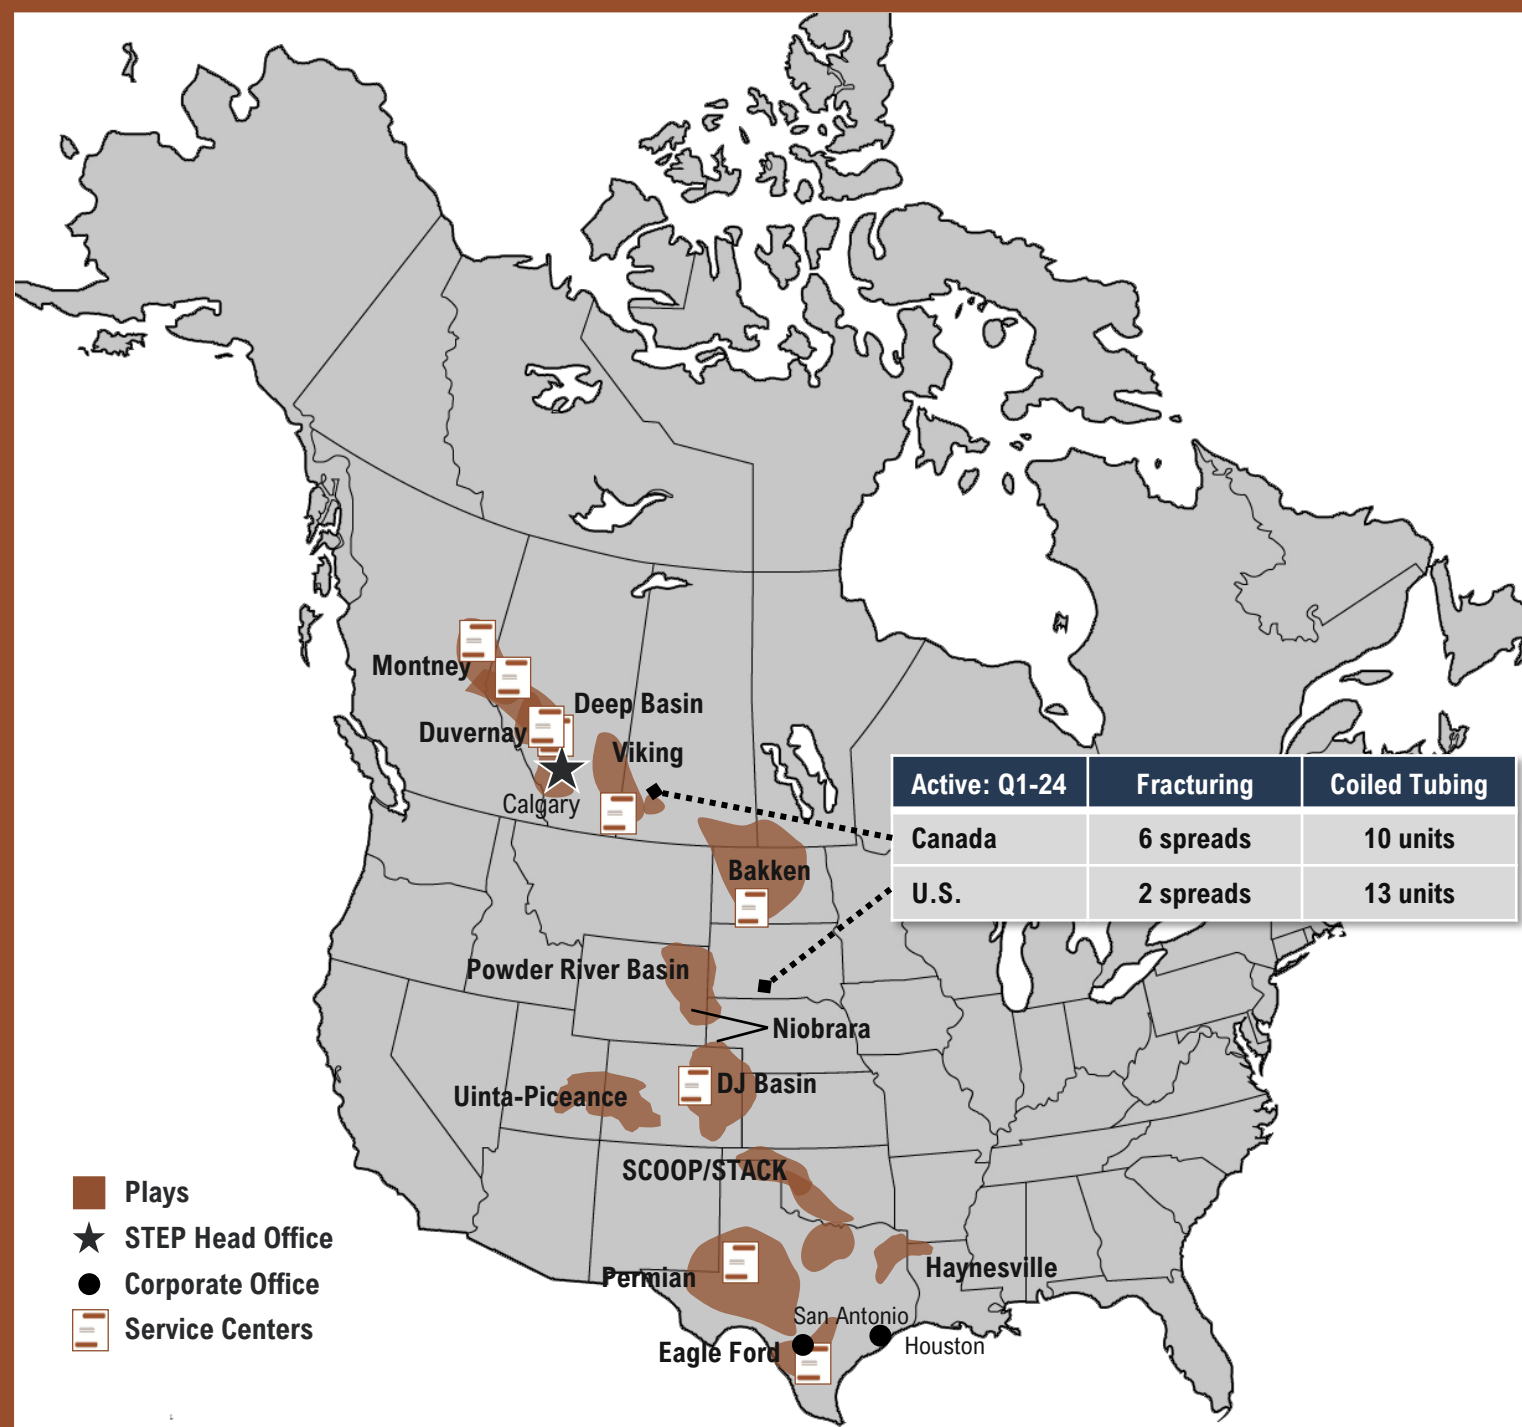 Montney
Deep Basin
Duvernay
Viking
Calgary
Active: Q1-24 Fracturing Coiled Tubing
Canada 6 spreads 10 units
U.S. 2 spreads 13 units
Bakken
Powder River Basin
Niobrara
DJ Basin
Uinta-Piceance
SCOOP/STACK
Plays
STEP Head Office
Corporate Office
Service Centers
Haynesville
Permian
San Antonio
Houston
Eagle Ford